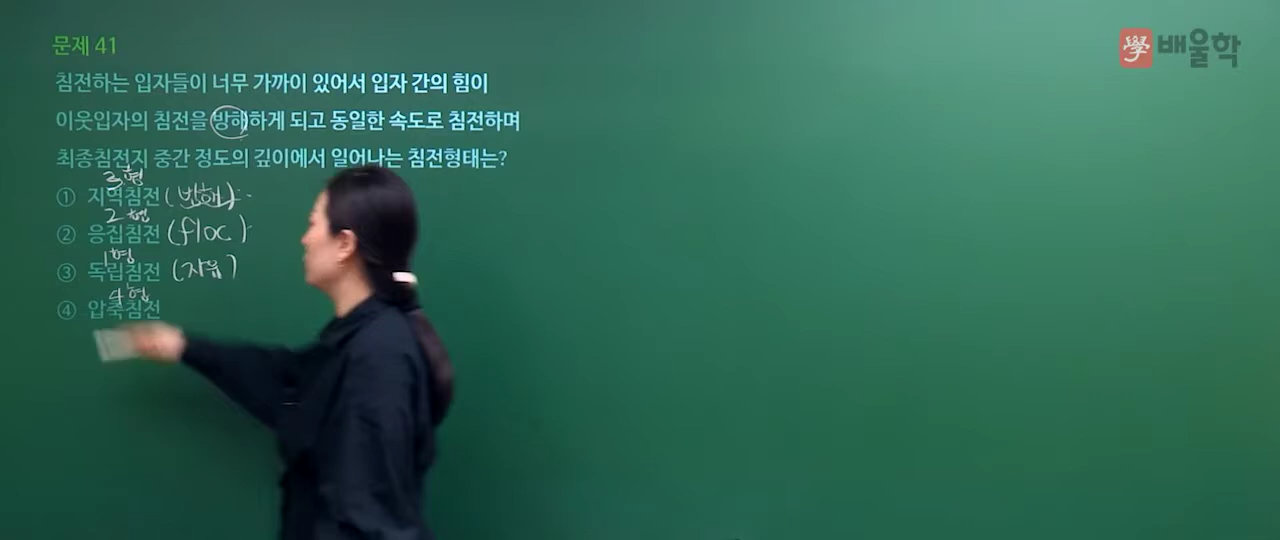 문제 41
學 배울학
침전하는 입자들이 너무 가까이 있어서 입자 간의 힘이
이웃입자의 침전을 방해하게 되고 동일한 속도로 침전하며
최종침전지 중간 정도의 깊이에서 일어나는 침전형태는?
3형
① 지역침전 (방해)
2형
② 응집침전 (floc)
1형
③ 독립침전 (자유)
4형
④ 압축침전